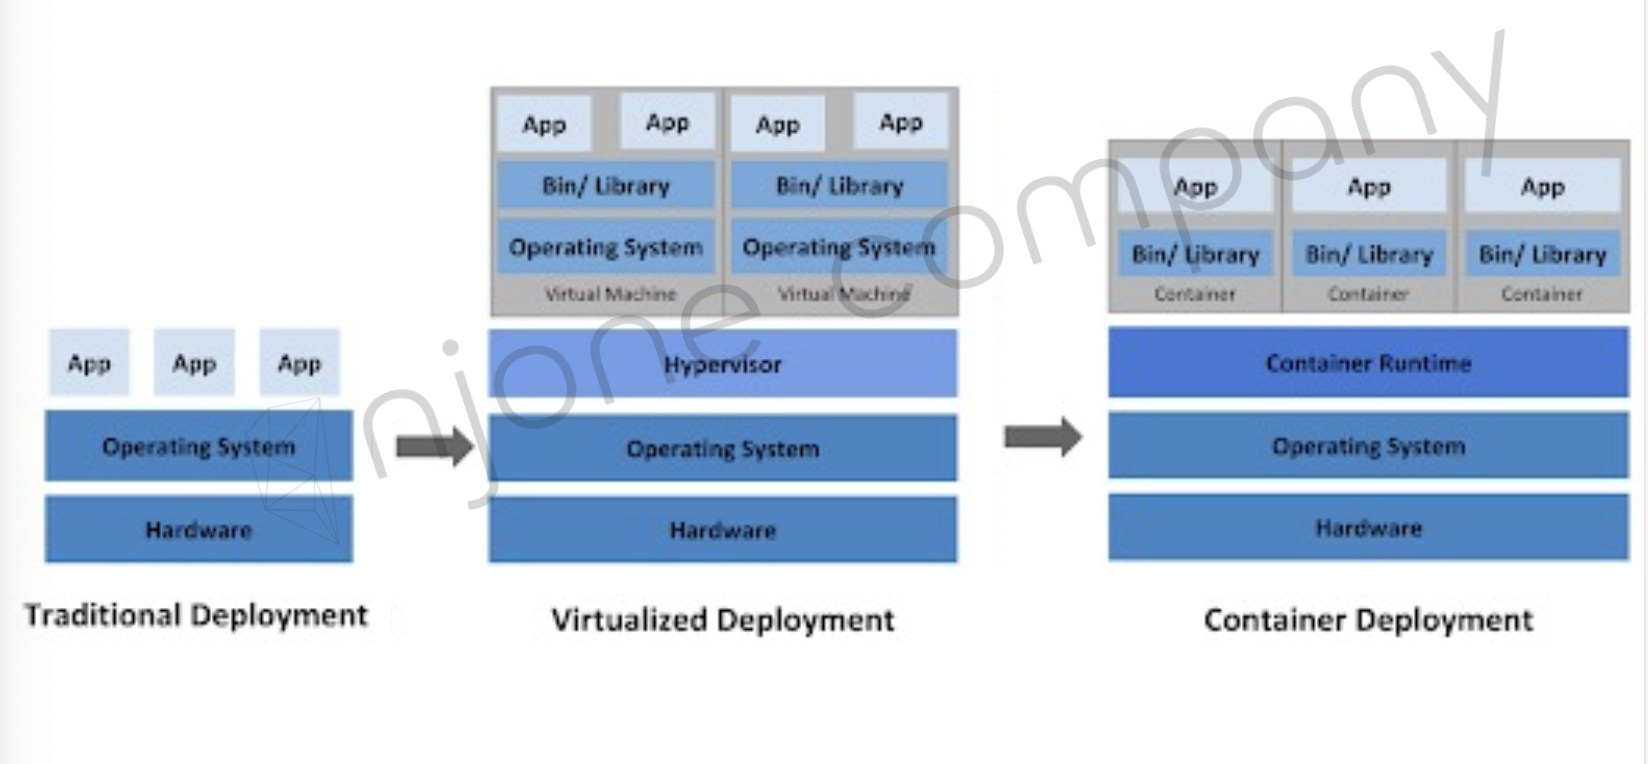 App App App
Operating System
Hardware
Traditional Deployment
App App App App
Bin/ Library Bin/ Library
Operating System Operating System
Virtual Machine Virtual Machine
Hypervisor
Operating System
Hardware
Virtualized Deployment
App App App
Bin/ Library Bin/ Library Bin/ Library
Container Container Container
Container Runtime
Operating System
Hardware
Container Deployment
njone company